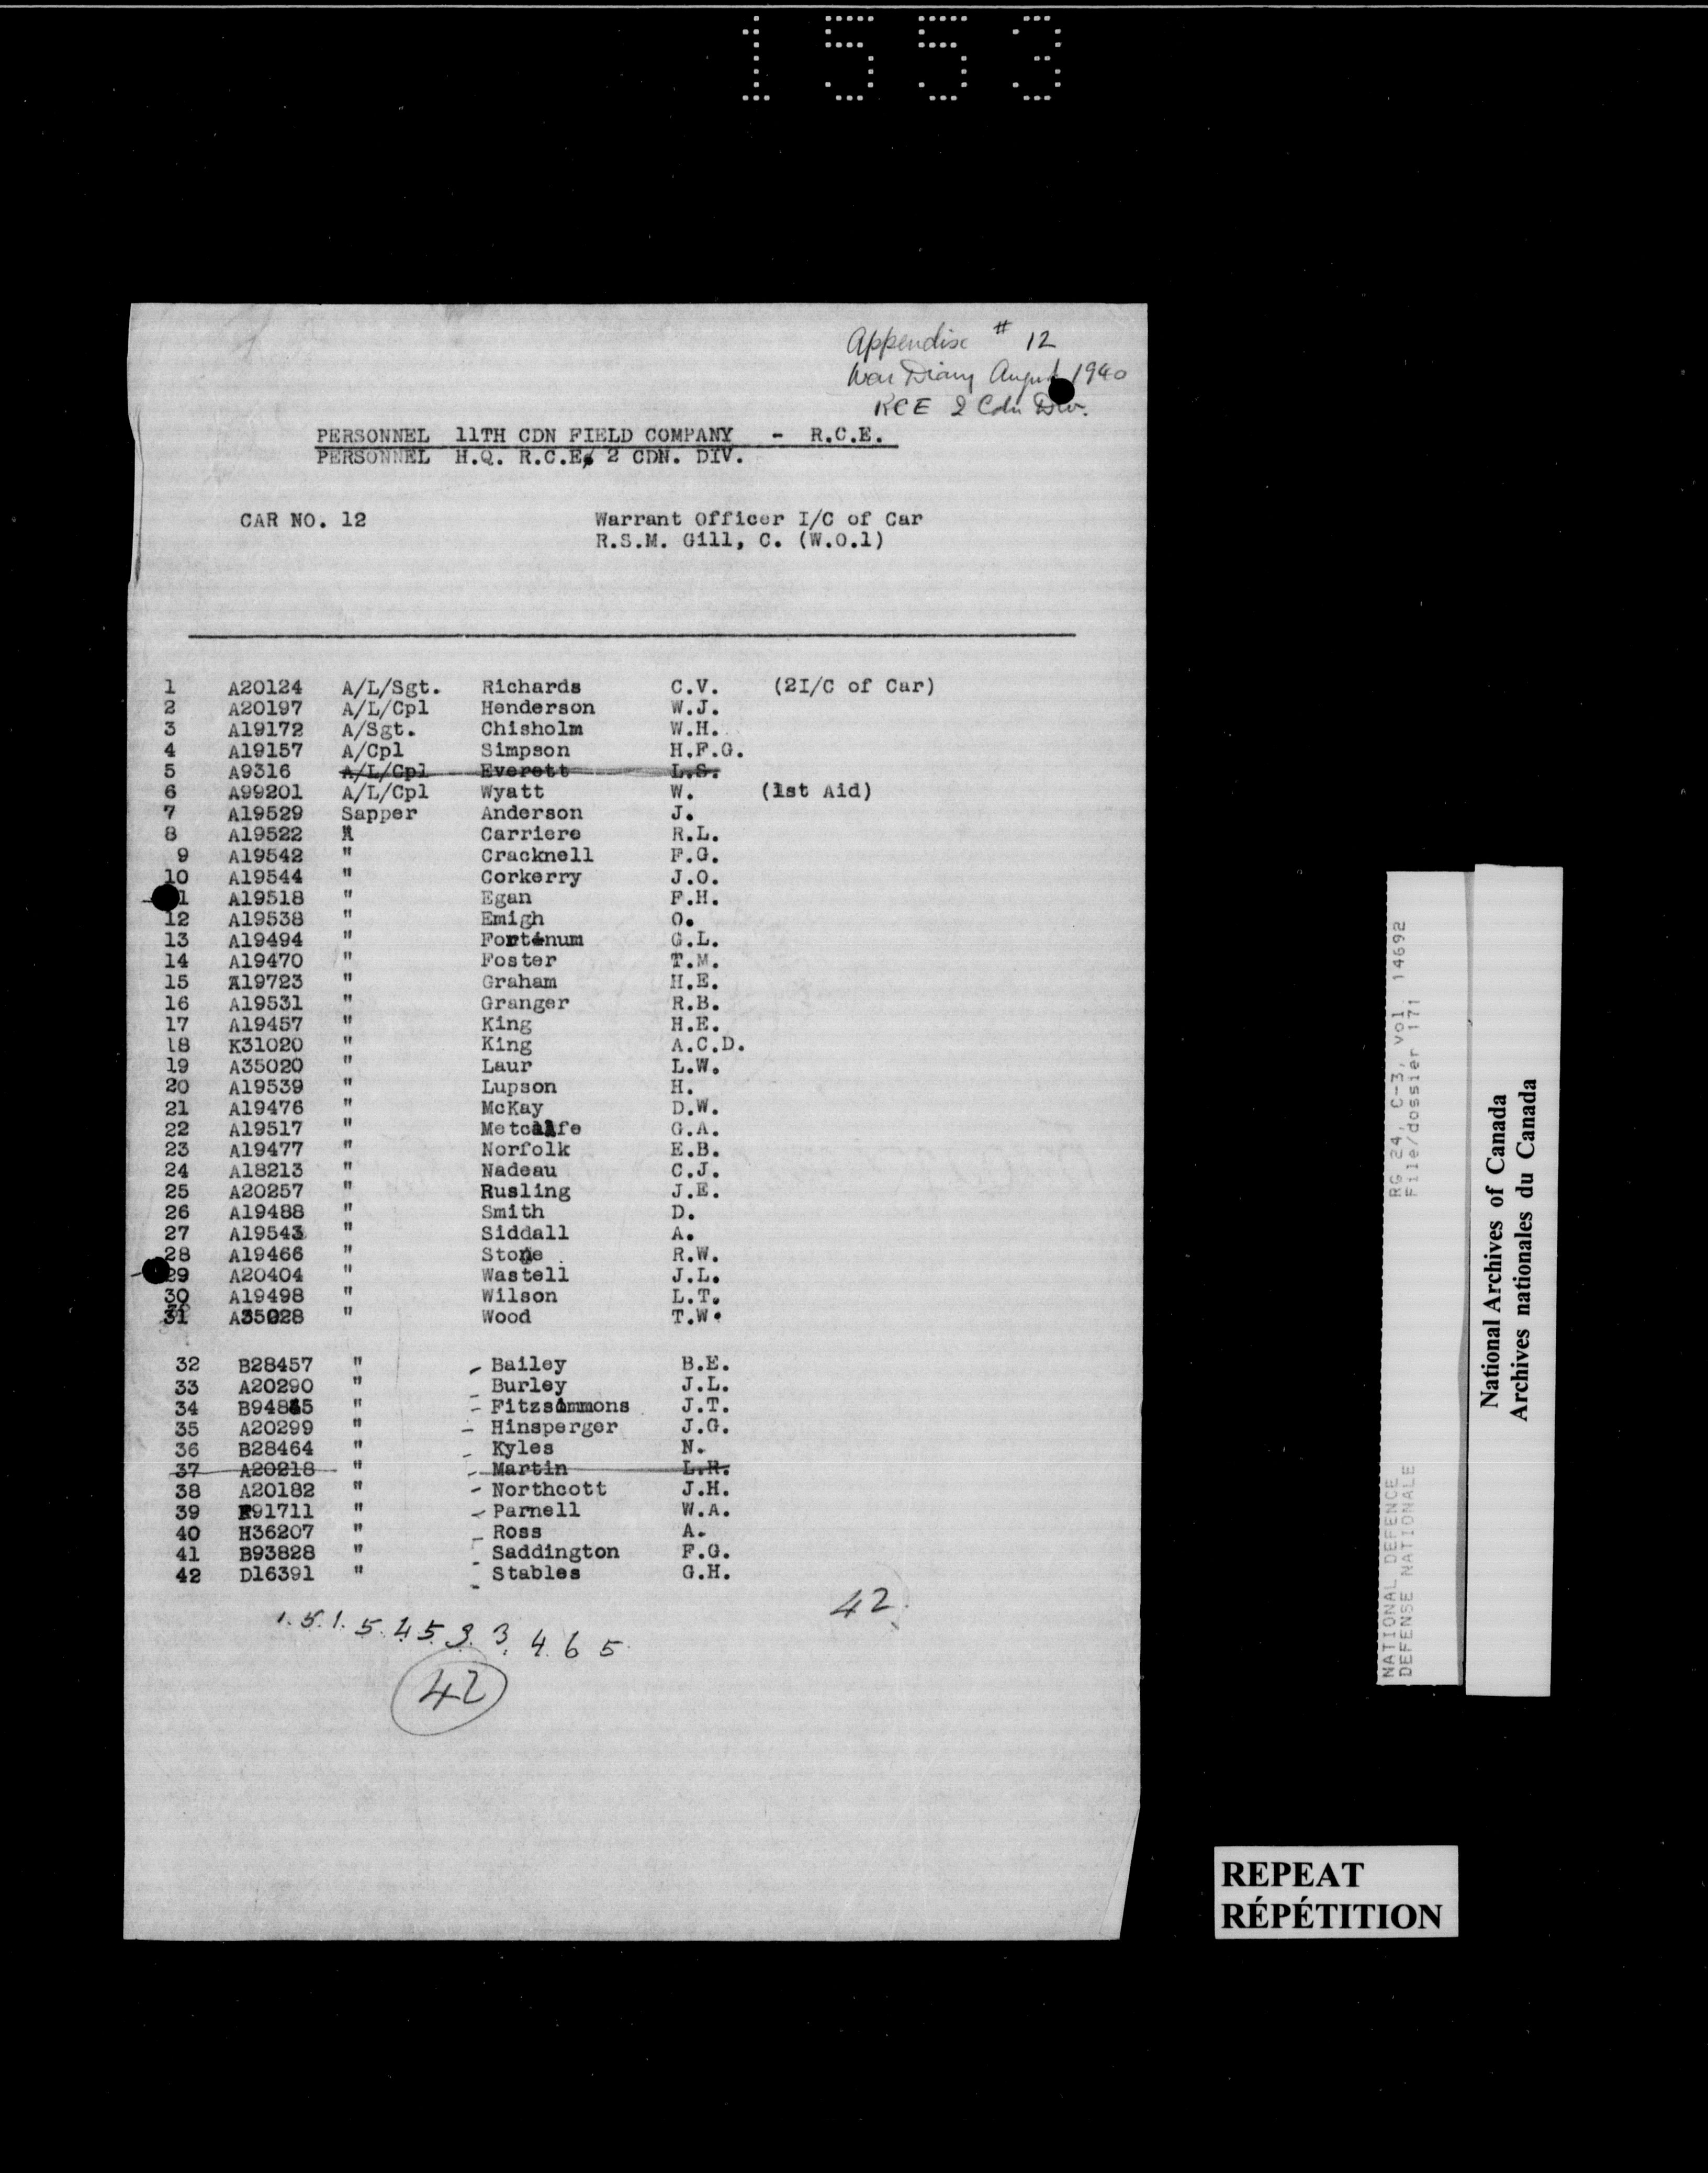 1553
Appendix # 12
War Diary August 1940
RCE 2 Cdn Div.
PERSONNEL 11TH CDN FIELD COMPANY - R.C.E.
PERSONNEL H.Q. R.C.E. 2 CDN. DIV.
CAR NO. 12 Warrant Officer I/C of Car
R.S.M. Gill, C. (W.O.1)
1 A20124 A/L/Sgt. Richards C.V. (2I/C of Car)
2 A20197 A/L/Cpl Henderson W.J.
3 A19172 A/Sgt. Chisholm W.H.
4 A19157 A/Cpl Simpson H.F.G.
5 A9316 A/L/Cpl Everett L.S.
6 A99201 A/L/Cpl Wyatt W. (1st Aid)
7 A19529 Sapper Anderson J.
8 A19522 " Carriere R.L.
9 A19542 " Cracknell F.G.
10 A19544 " Corkerry J.O.
11 A19518 " Egan F.H.
12 A19538 " Emigh O.
13 A19494 " Fortinum G.L.
14 A19470 " Foster T.M.
15 A19723 " Graham H.E.
16 A19531 " Granger R.B.
17 A19457 " King H.E.
18 K31020 " King A.C.D.
19 A35020 " Laur L.W.
20 A19539 " Lupson H.
21 A19476 " McKay D.W.
22 A19517 " Metcalfe G.A.
23 A19477 " Norfolk E.B.
24 A18213 " Nadeau C.J.
25 A20257 " Rusling J.E.
26 A19488 " Smith D.
27 A19543 " Siddall A.
28 A19466 " Stone R.W.
29 A20404 " Wastell J.L.
30 A19498 " Wilson L.T.
31 A35028 " Wood T.W.
32 B28457 " - Bailey B.E.
33 A20290 " - Burley J.L.
34 " - Fitzsimmons J.T.
35 A20299 " - Hinsperger J.G.
36 B28464 " - Kyles N.
37 A20218 " - Martin L.R.
38 A20182 " - Northcott J.H.
39 " - Parnell W.A.
40 H36207 " - Ross A.
41 B93828 " - Saddington F.G.
42 D16391 " - Stables G.H.
42.
1.5.1.5.4.5.3.3.4.6 5
42
RG 24, C-3, vol. 14692
File/dossier 171
NATIONAL DEFENCE
DEFENSE NATIONALE
National Archives of Canada
Archives nationales du Canada
REPEAT
RÉPÉTITION